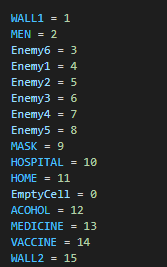 WALL1 = 1
MEN = 2
Enemy6 = 3
Enemy1 = 4
Enemy2 = 5
Enemy3 = 6
Enemy4 = 7
Enemy5 = 8
MASK = 9
HOSPITAL = 10
HOME = 11
EmptyCell = 0
ACOHOL = 12
MEDICINE = 13
VACCINE = 14
WALL2 = 15